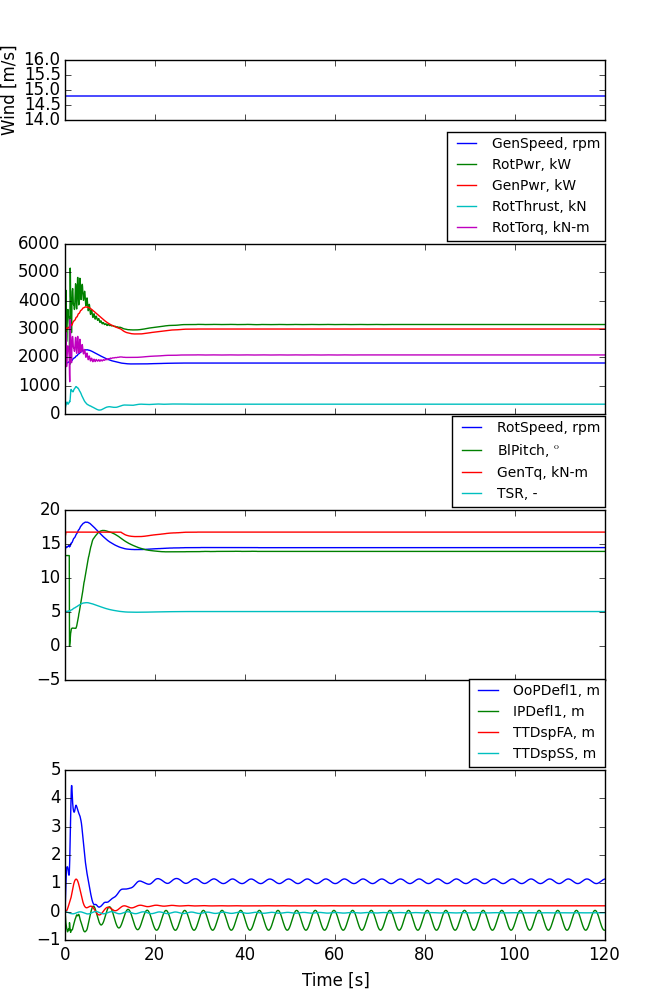 Wind [m/s]
16.0
15.5
15.0
14.5
14.0
GenSpeed, rpm
RotPwr, kW
GenPwr, kW
RotThrust, kN
RotTorq, kN-m
6000
5000
4000
3000
2000
1000
0
RotSpeed, rpm
BlPitch, °
GenTq, kN-m
TSR, -
20
15
10
5
0
−5
OoPDefl1, m
IPDefl1, m
TTDspFA, m
TTDspSS, m
5
4
3
2
1
0
−1
0 20 40 60 80 100 120
Time [s]